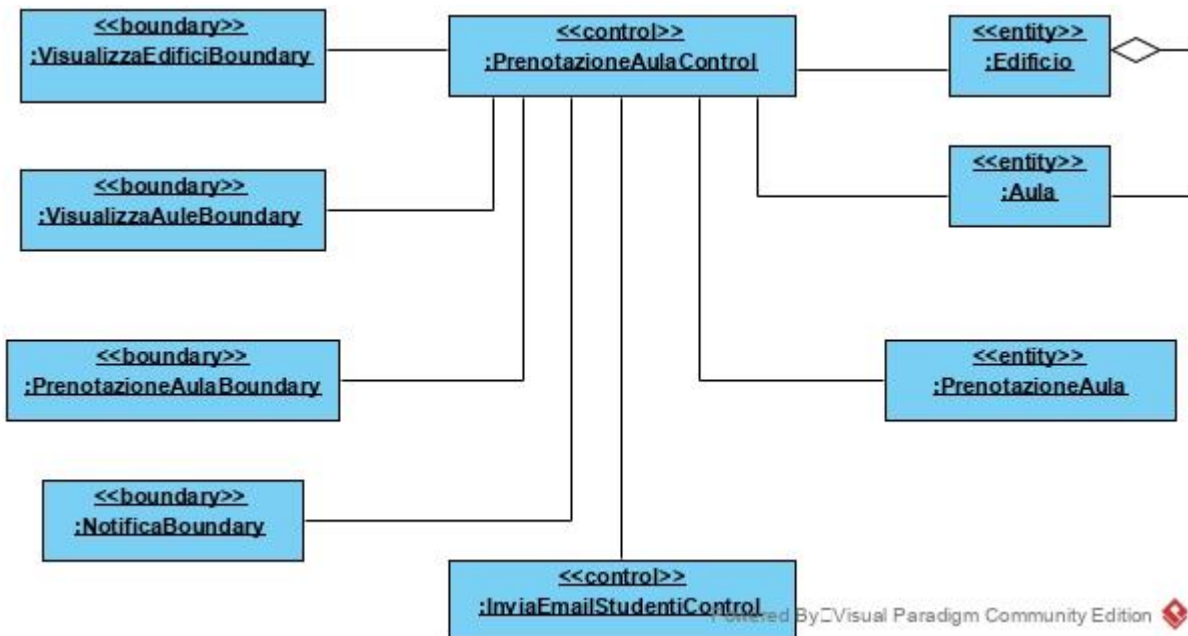 <<boundary>>
:VisualizzaEdificiBoundary
<<control>>
:PrenotazioneAulaControl
<<entity>>
:Edificio
<<boundary>>
:VisualizzaAuleBoundary
<<entity>>
:Aula
<<boundary>>
:PrenotazioneAulaBoundary
<<entity>>
:PrenotazioneAula
<<boundary>>
:NotificaBoundary
<<control>>
:InviaEmailStudentiControl
Powered By□Visual Paradigm Community Edition